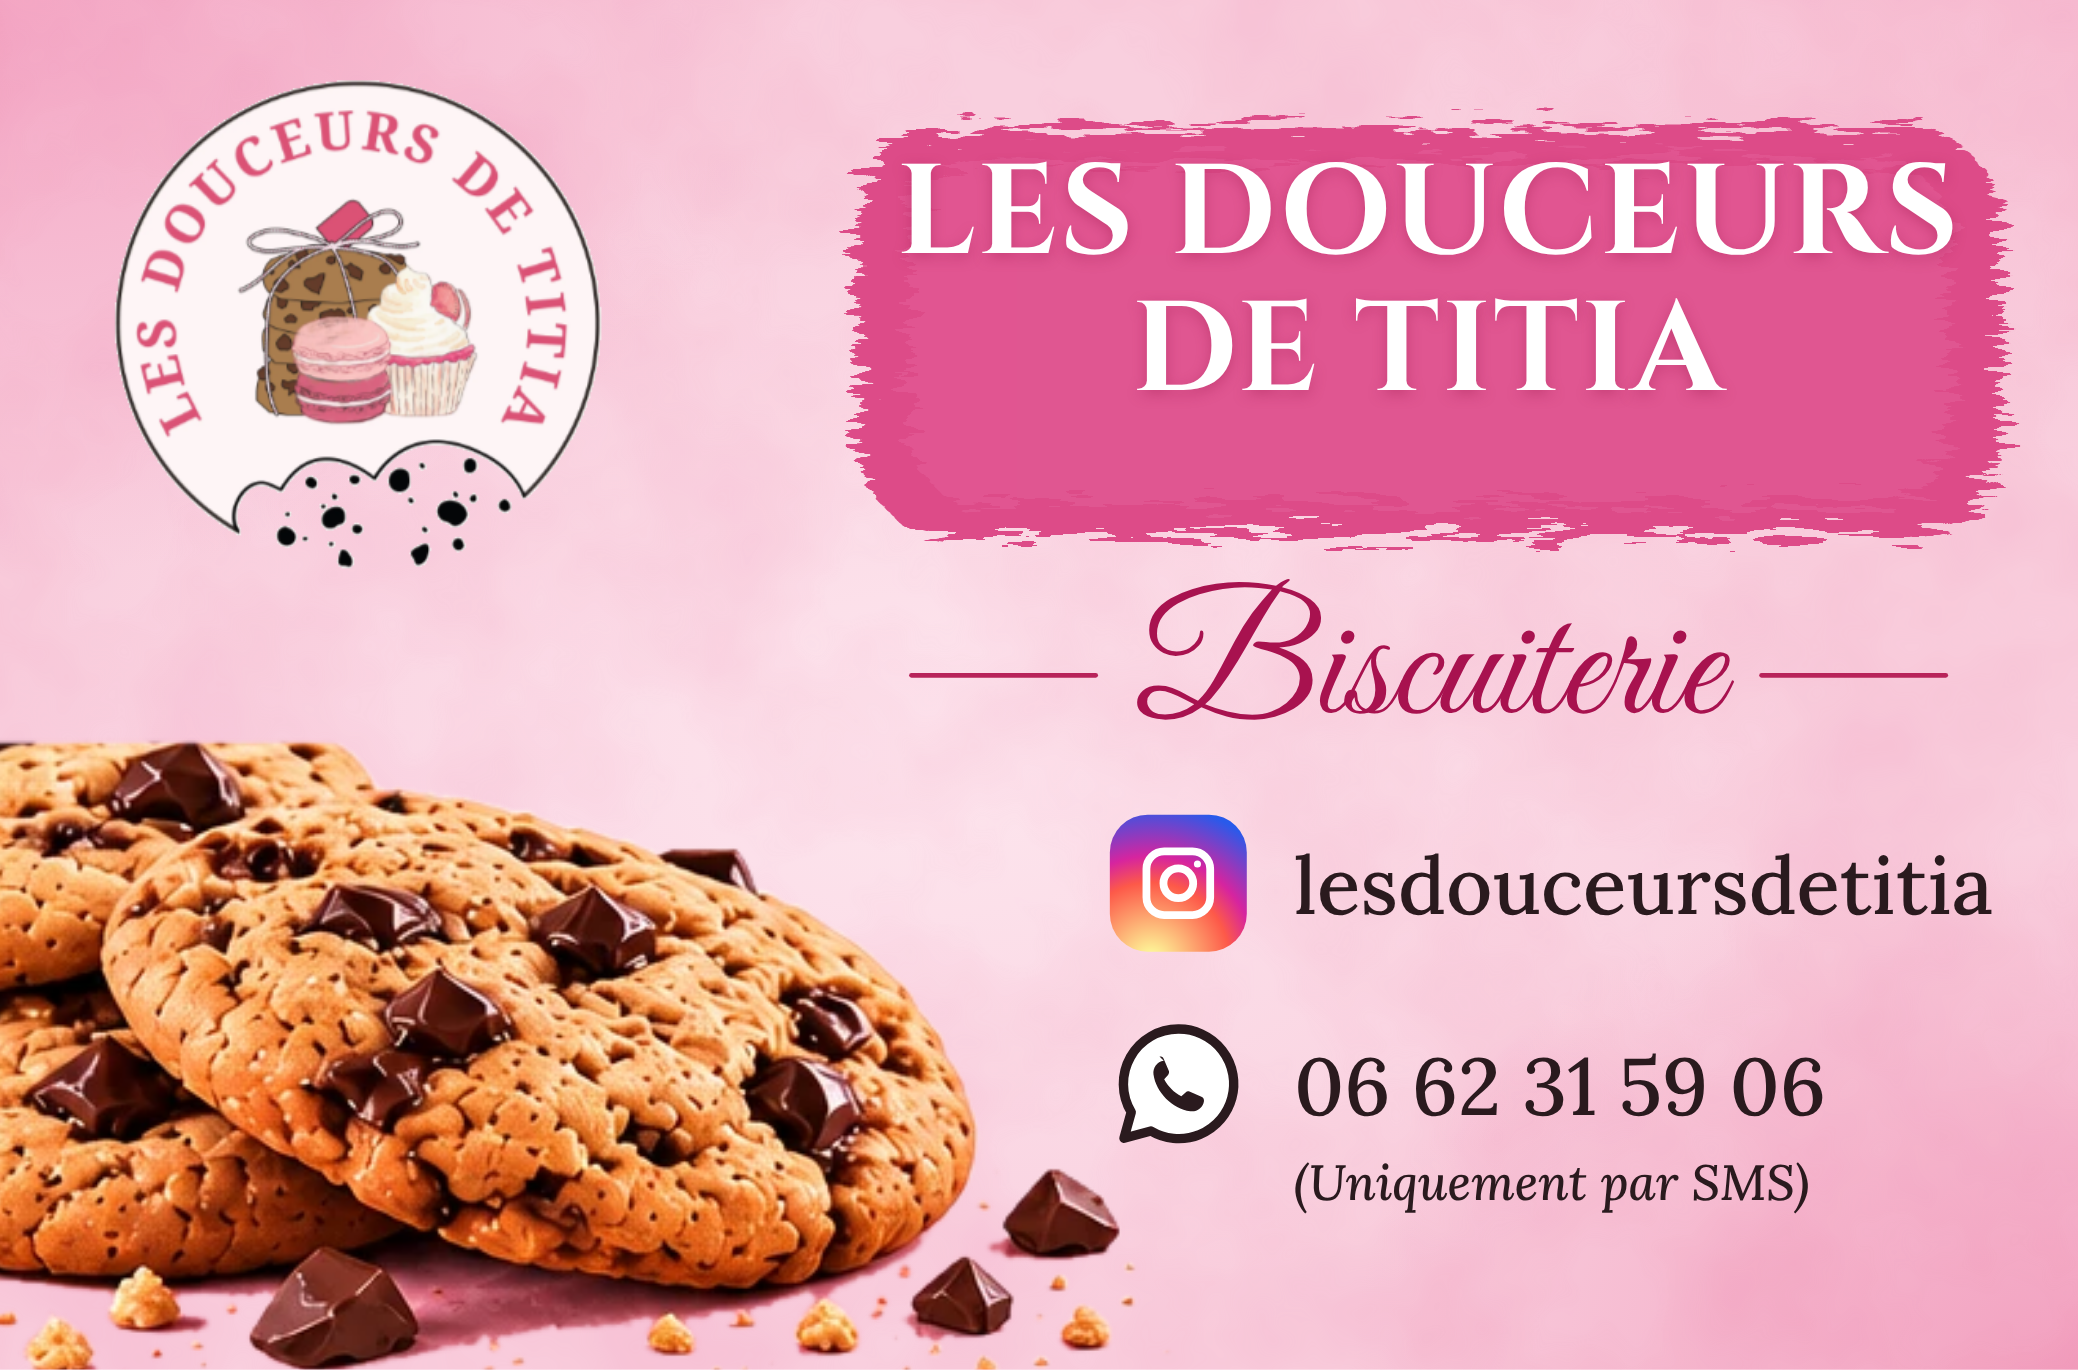 LES DOUCEURS DE TITIA
LES DOUCEURS
DE TITIA
Biscuiterie
lesdouceursdetitia
06 62 31 59 06
(Uniquement par SMS)